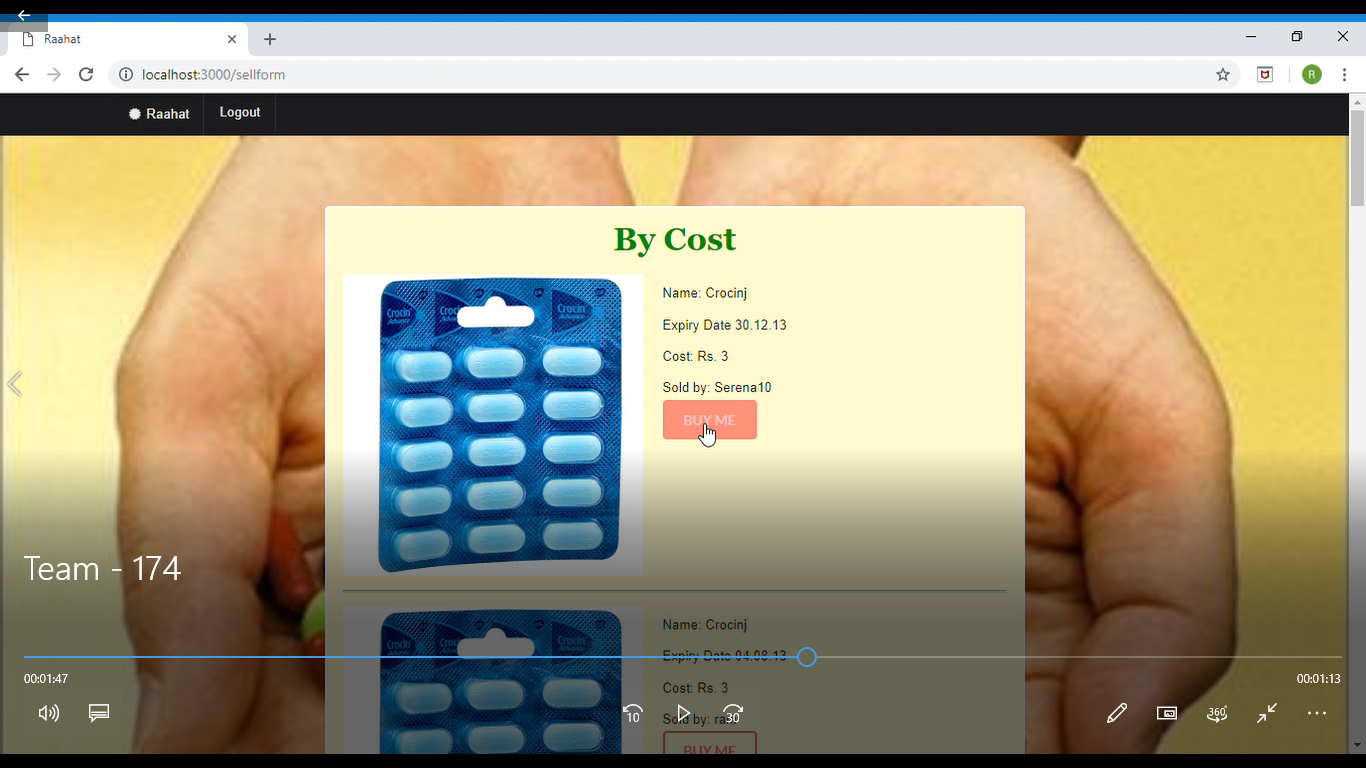 Raahat
localhost:3000/sellform
R
Raahat
Logout
By Cost
Crocin
Advance
Crocin
Advance
Name: Crocinj
Expiry Date 30.12.13
Cost: Rs. 3
Sold by: Serena10
BUY ME
Team - 174
Name: Crocinj
Expiry Date 04.08.13
Cost: Rs. 3
Sold by:
BUY ME
00:01:47
00:01:13
10
30
360